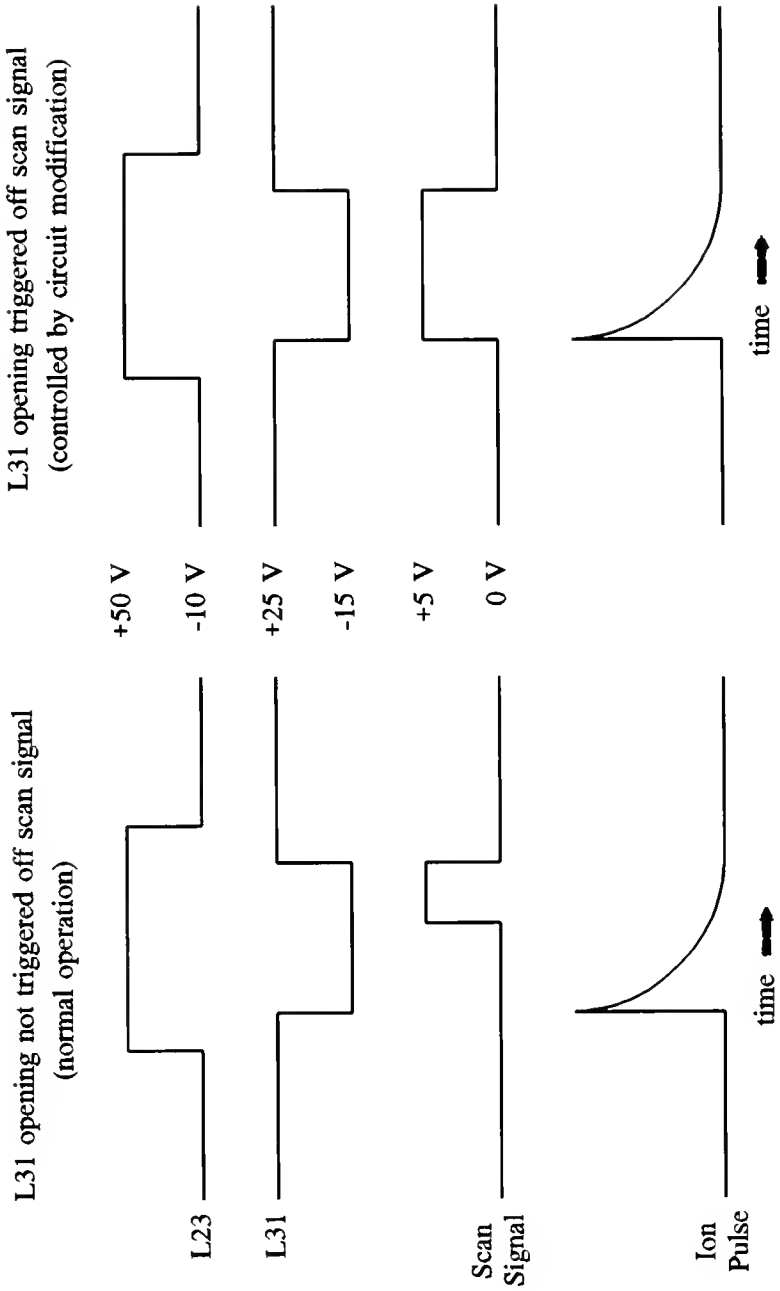 L31 opening not triggered off scan signal
(normal operation)
L31 opening triggered off scan signal
(controlled by circuit modification)
L23
+50 V
-10 V
L31
+25 V
-15 V
Scan
Signal
+5 V
0 V
Ion
Pulse
time
time